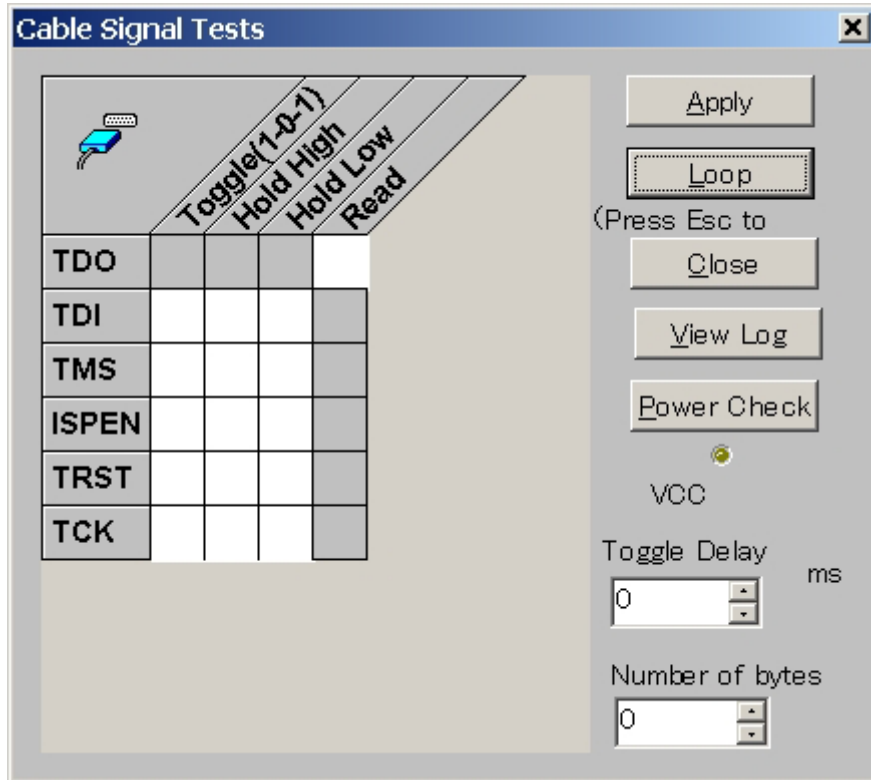 Cable Signal Tests
Toggle(1-0-1)
Hold High
Hold Low
Read
TDO
TDI
TMS
ISPEN
TRST
TCK
Apply
Loop
(Press Esc to
Close
View Log
Power Check
VCC
Toggle Delay
0
ms
Number of bytes
0